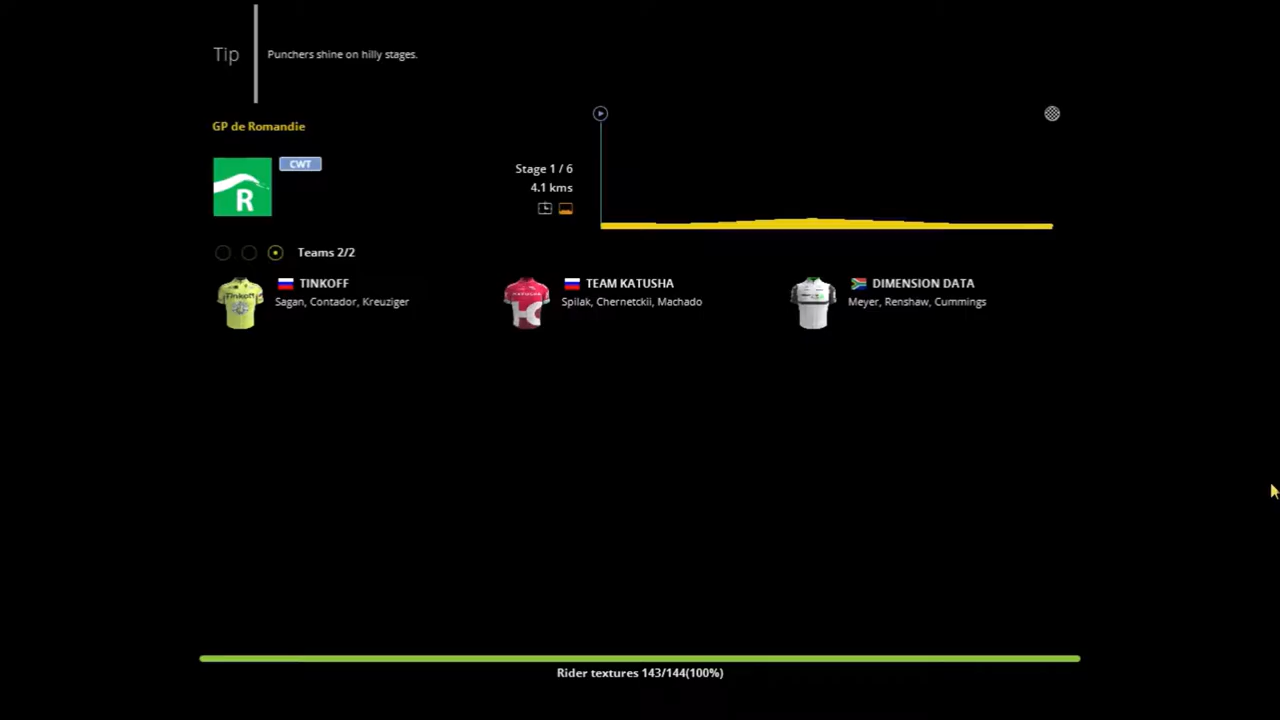 Tip
Punchers shine on hilly stages.
GP de Romandie
CWT
R
Stage 1 / 6
4.1 kms
Teams 2/2
TINKOFF
Sagan, Contador, Kreuziger
TEAM KATUSHA
Spilak, Chernetckii, Machado
DIMENSION DATA
Meyer, Renshaw, Cummings
Rider textures 143/144(100%)